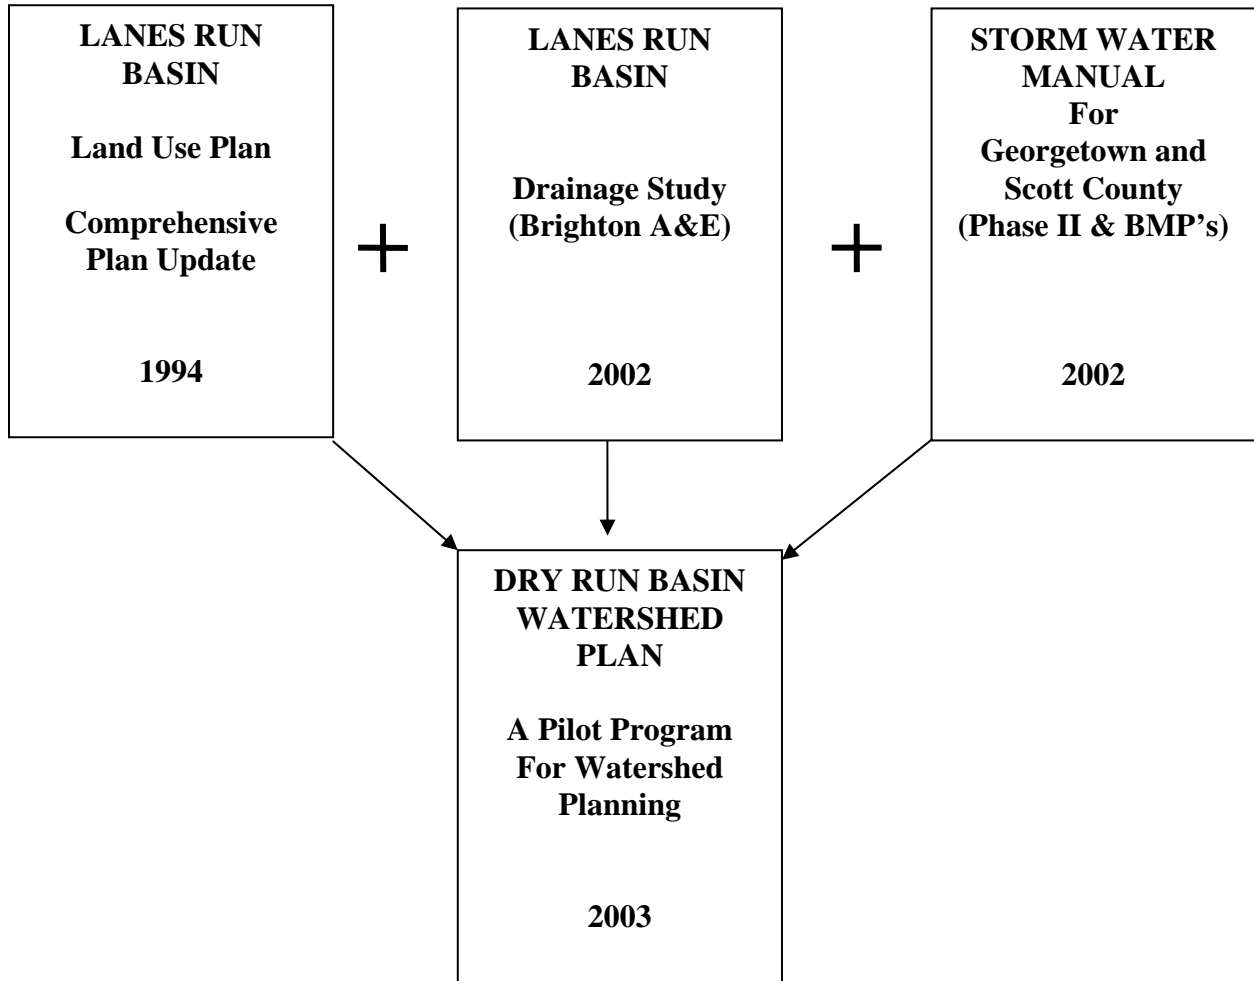 LANES RUN
BASIN
Land Use Plan
Comprehensive
Plan Update
1994
+
LANES RUN
BASIN
Drainage Study
(Brighton A&E)
2002
+
STORM WATER
MANUAL
For
Georgetown and
Scott County
(Phase II & BMP’s)
2002
DRY RUN BASIN
WATERSHED
PLAN
A Pilot Program
For Watershed
Planning
2003